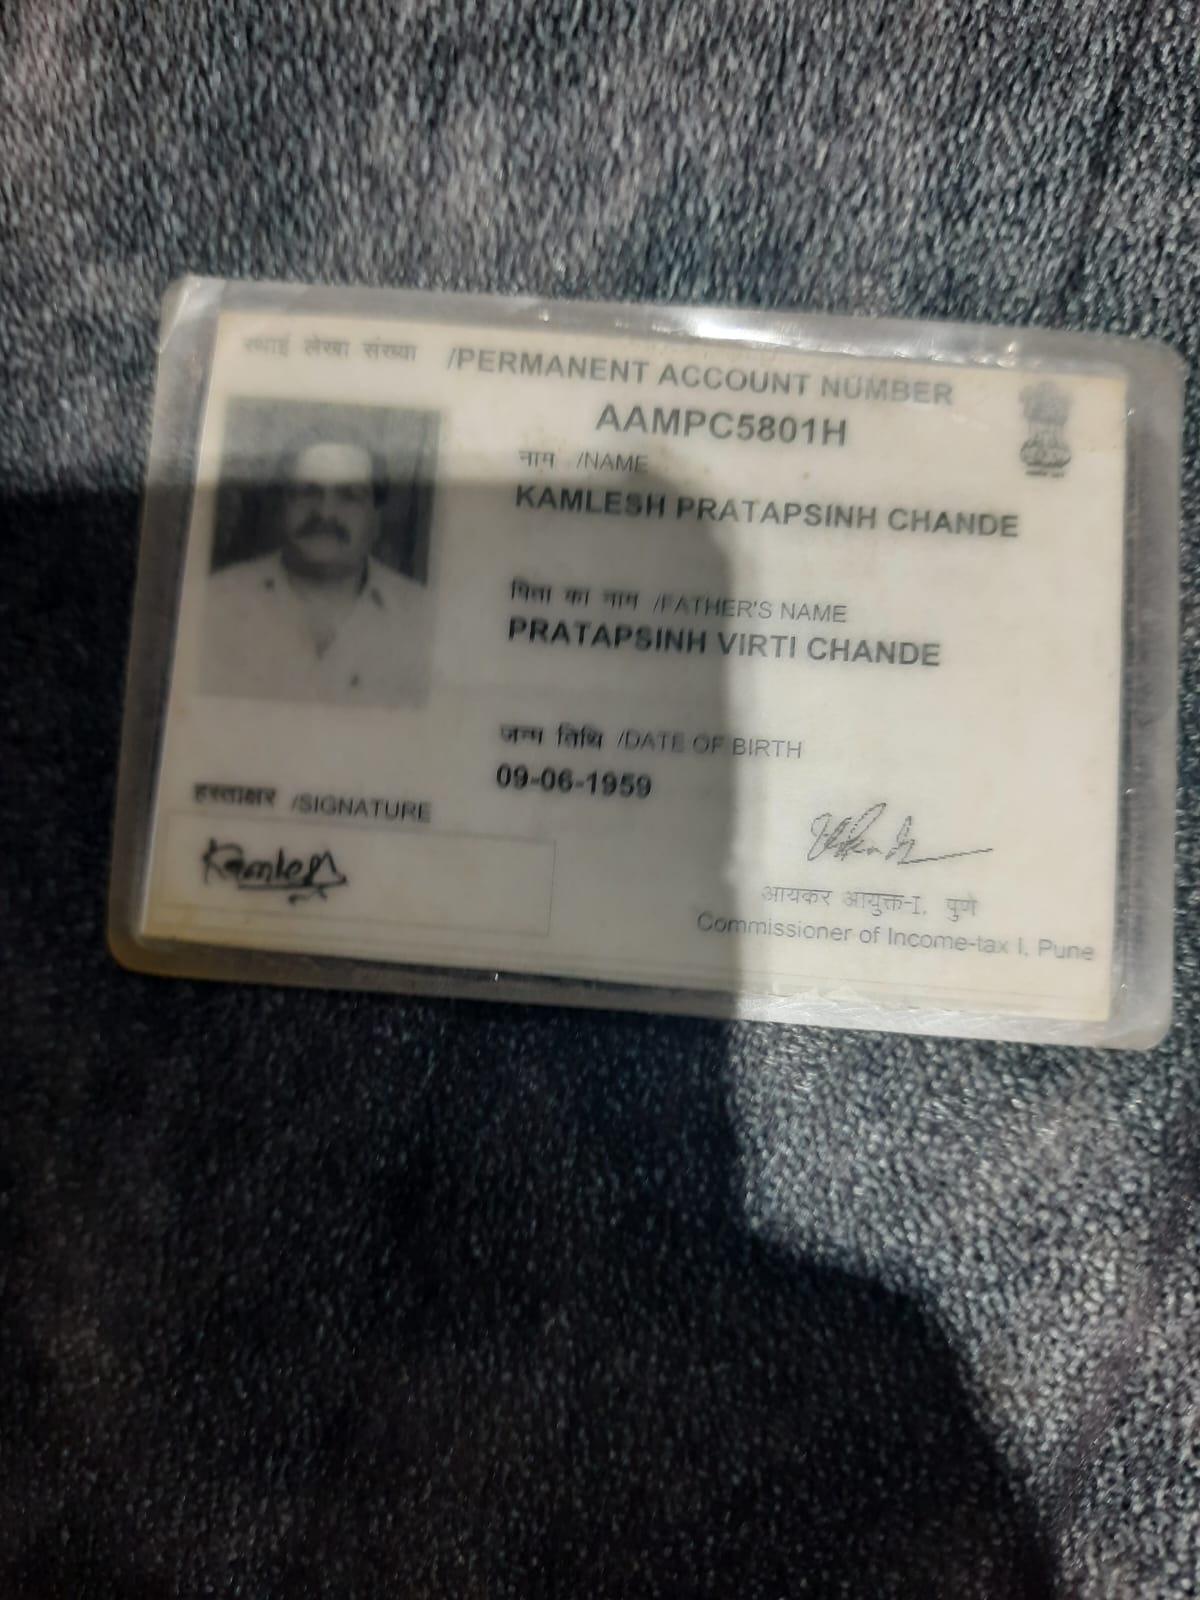 स्थाई लेखा संख्या /PERMANENT ACCOUNT NUMBER
AAMPC5801H
नाम /NAME
KAMLESH PRATAPSINH CHANDE
पिता का नाम /FATHER'S NAME
PRATAPSINH VIRTI CHANDE
जन्म तिथि /DATE OF BIRTH
09-06-1959
हस्ताक्षर /SIGNATURE
Kamlesh
आयकर आयुक्त-I, पुणे
Commissioner of Income-tax I, Pune